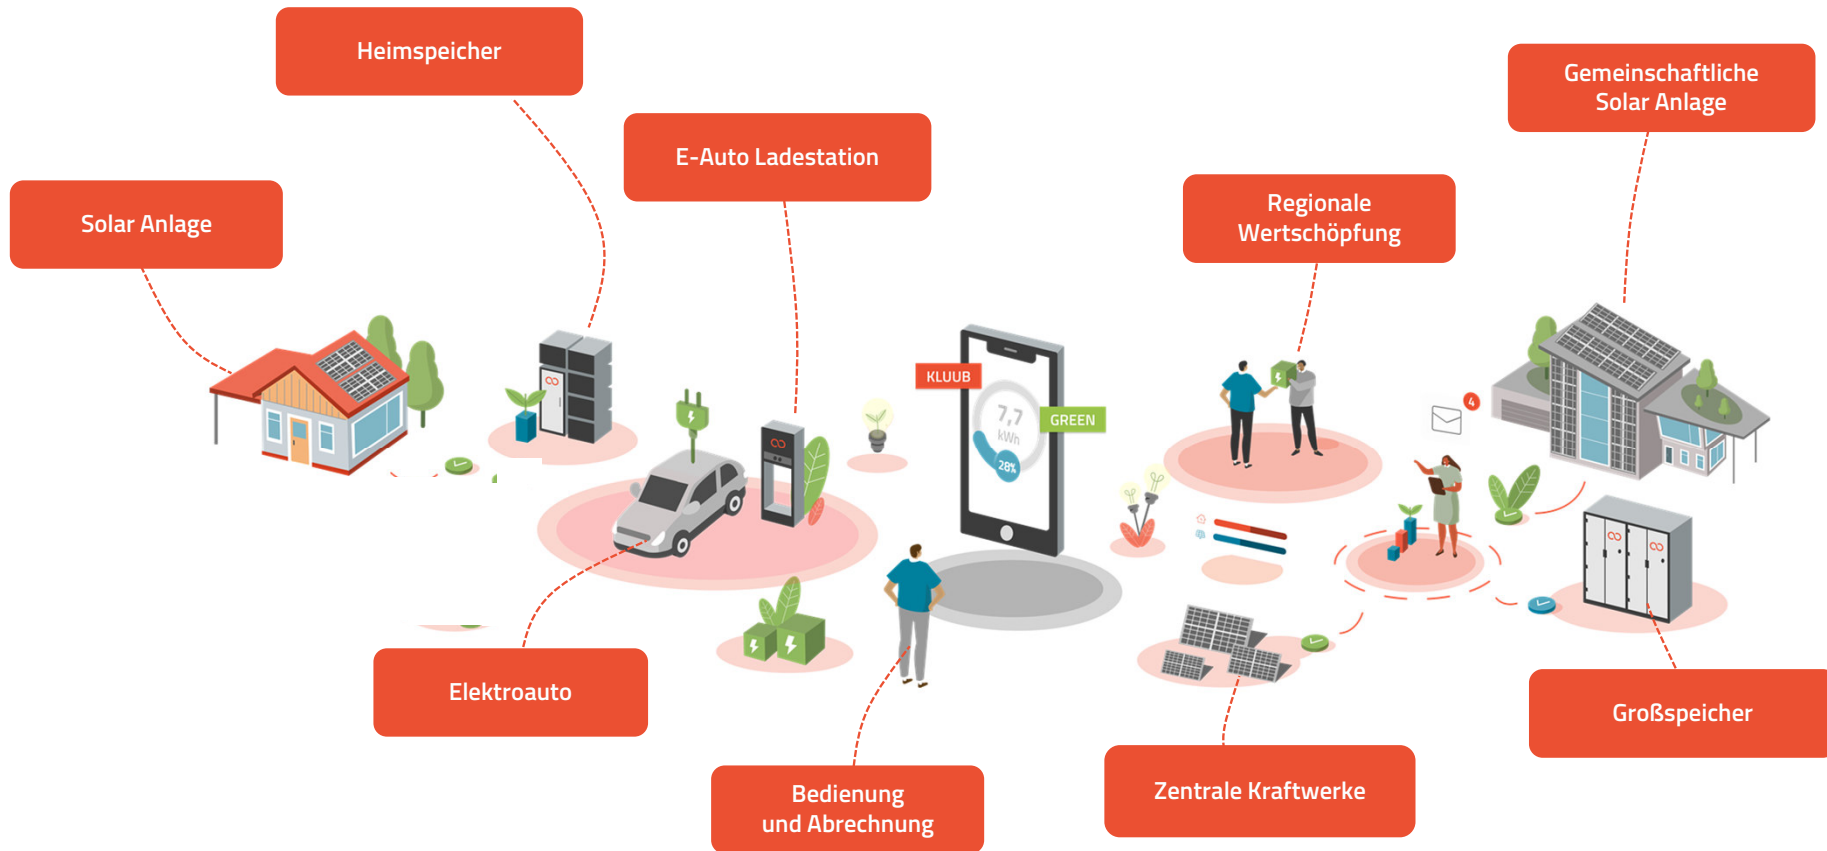 Heimspeicher
Gemeinschaftliche
Solar Anlage
E-Auto Ladestation
Solar Anlage
Regionale
Wertschöpfung
KLUUB
7,7
kWh
28%
GREEN
4
Elektroauto
Großspeicher
Bedienung
und Abrechnung
Zentrale Kraftwerke